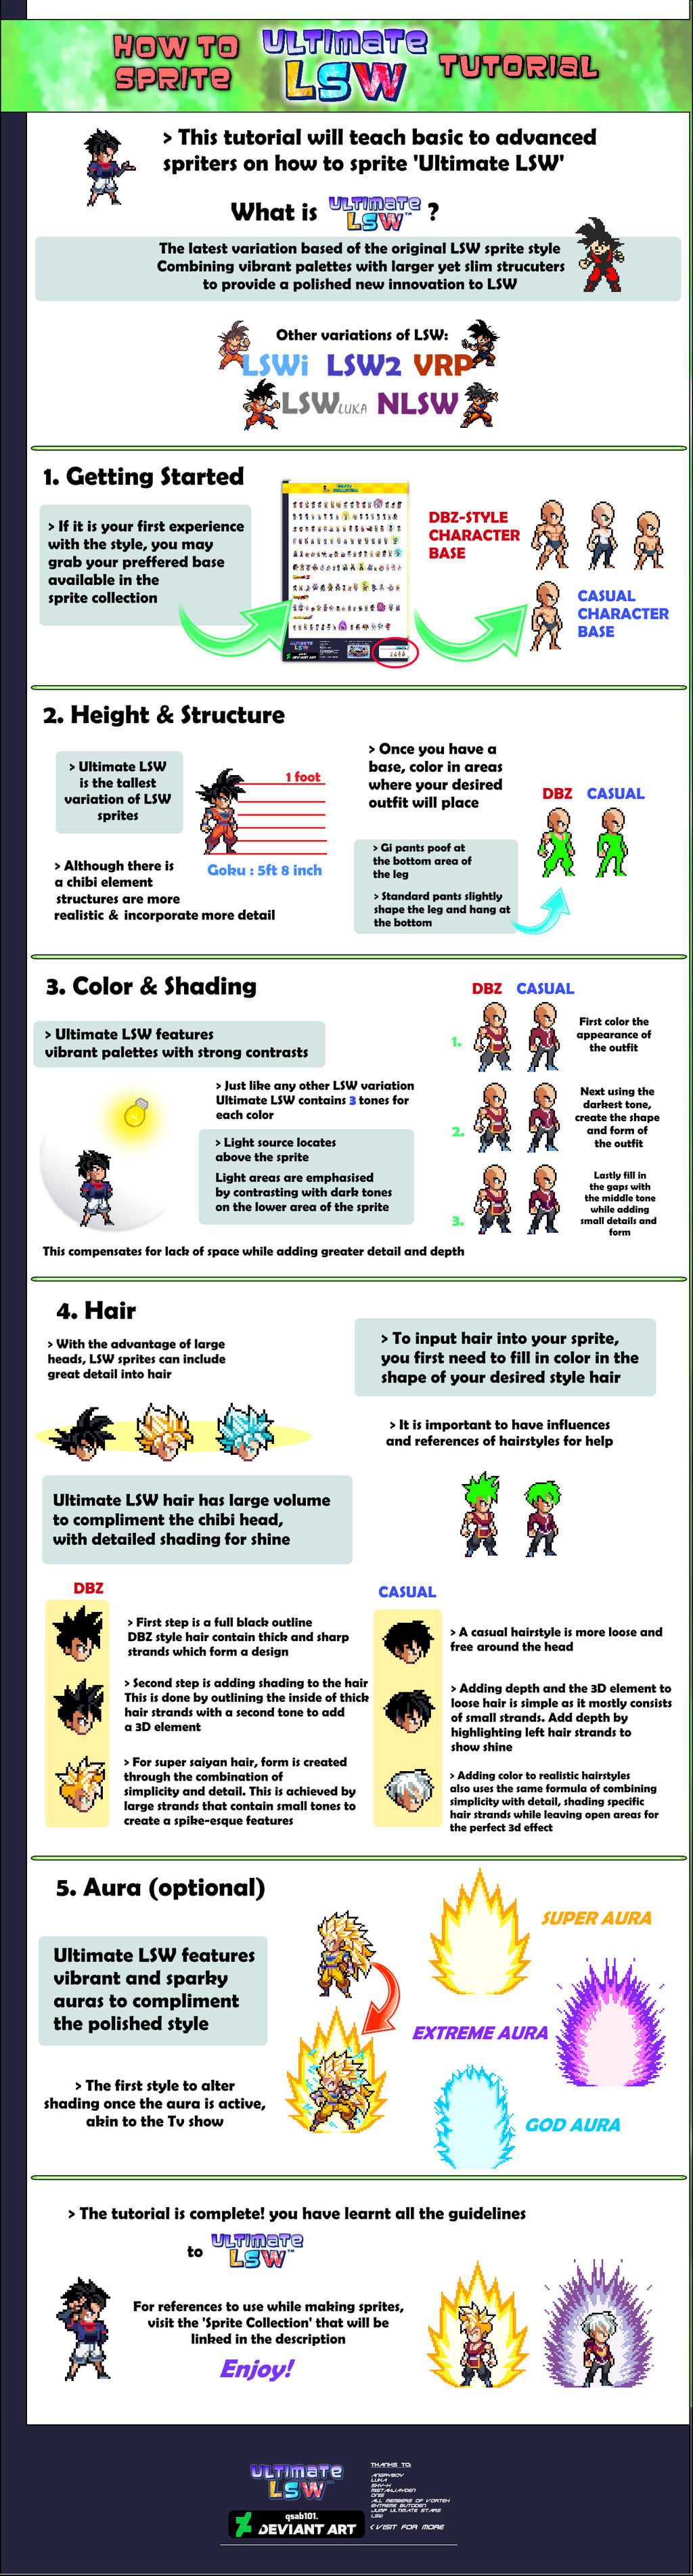 HOW TO
SPRITE
ULTIMATE
LSW
TUTORIAL
> This tutorial will teach basic to advanced
spriters on how to sprite 'Ultimate LSW'
What is ULTIMATE LSW™ ?
The latest variation based of the original LSW sprite style
Combining vibrant palettes with larger yet slim strucuters
to provide a polished new innovation to LSW
Other variations of LSW:
LSWi LSW2 VRP
LSWLUKA NLSW
1. Getting Started
> If it is your first experience
with the style, you may
grab your preffered base
available in the
sprite collection
DBZ-STYLE
CHARACTER
BASE
CASUAL
CHARACTER
BASE
2. Height & Structure
> Ultimate LSW
is the tallest
variation of LSW
sprites
1 foot
Goku : 5ft 8 inch
> Although there is
a chibi element
structures are more
realistic & incorporate more detail
> Once you have a
base, color in areas
where your desired
outfit will place
> Gi pants poof at
the bottom area of
the leg
> Standard pants slightly
shape the leg and hang at
the bottom
DBZ CASUAL
3. Color & Shading
> Ultimate LSW features
vibrant palettes with strong contrasts
> Just like any other LSW variation
Ultimate LSW contains 3 tones for
each color
> Light source locates
above the sprite
Light areas are emphasised
by contrasting with dark tones
on the lower area of the sprite
This compensates for lack of space while adding greater detail and depth
DBZ CASUAL
1.
First color the
appearance of
the outfit
2.
Next using the
darkest tone,
create the shape
and form of
the outfit
3.
Lastly fill in
the gaps with
the middle tone
while adding
small details and
form
4. Hair
> With the advantage of large
heads, LSW sprites can include
great detail into hair
Ultimate LSW hair has large volume
to compliment the chibi head,
with detailed shading for shine
> To input hair into your sprite,
you first need to fill in color in the
shape of your desired style hair
> It is important to have influences
and references of hairstyles for help
DBZ
> First step is a full black outline
DBZ style hair contain thick and sharp
strands which form a design
> Second step is adding shading to the hair
This is done by outlining the inside of thick
hair strands with a second tone to add
a 3D element
> For super saiyan hair, form is created
through the combination of
simplicity and detail. This is achieved by
large strands that contain small tones to
create a spike-esque features
CASUAL
> A casual hairstyle is more loose and
free around the head
> Adding depth and the 3D element to
loose hair is simple as it mostly consists
of small strands. Add depth by
highlighting left hair strands to
show shine
> Adding color to realistic hairstyles
also uses the same formula of combining
simplicity with detail, shading specific
hair strands while leaving open areas for
the perfect 3d effect
5. Aura (optional)
Ultimate LSW features
vibrant and sparky
auras to compliment
the polished style
> The first style to alter
shading once the aura is active,
akin to the Tv show
SUPER AURA
EXTREME AURA
GOD AURA
> The tutorial is complete! you have learnt all the guidelines
to ULTIMATE LSW™
For references to use while making sprites,
visit the 'Sprite Collection' that will be
linked in the description
Enjoy!
ULTIMATE
LSW
qsab101.
DEVIANT ART
THANKS TO:
ANGRYBOY
LUKA
SKY-H
MISTAHJAYDEN
ONIS
ALL MEMBERS OF VORTEX
EXTREME BUTODEN
JUMP ULTIMATE STARS
LSW
< VISIT FOR MORE